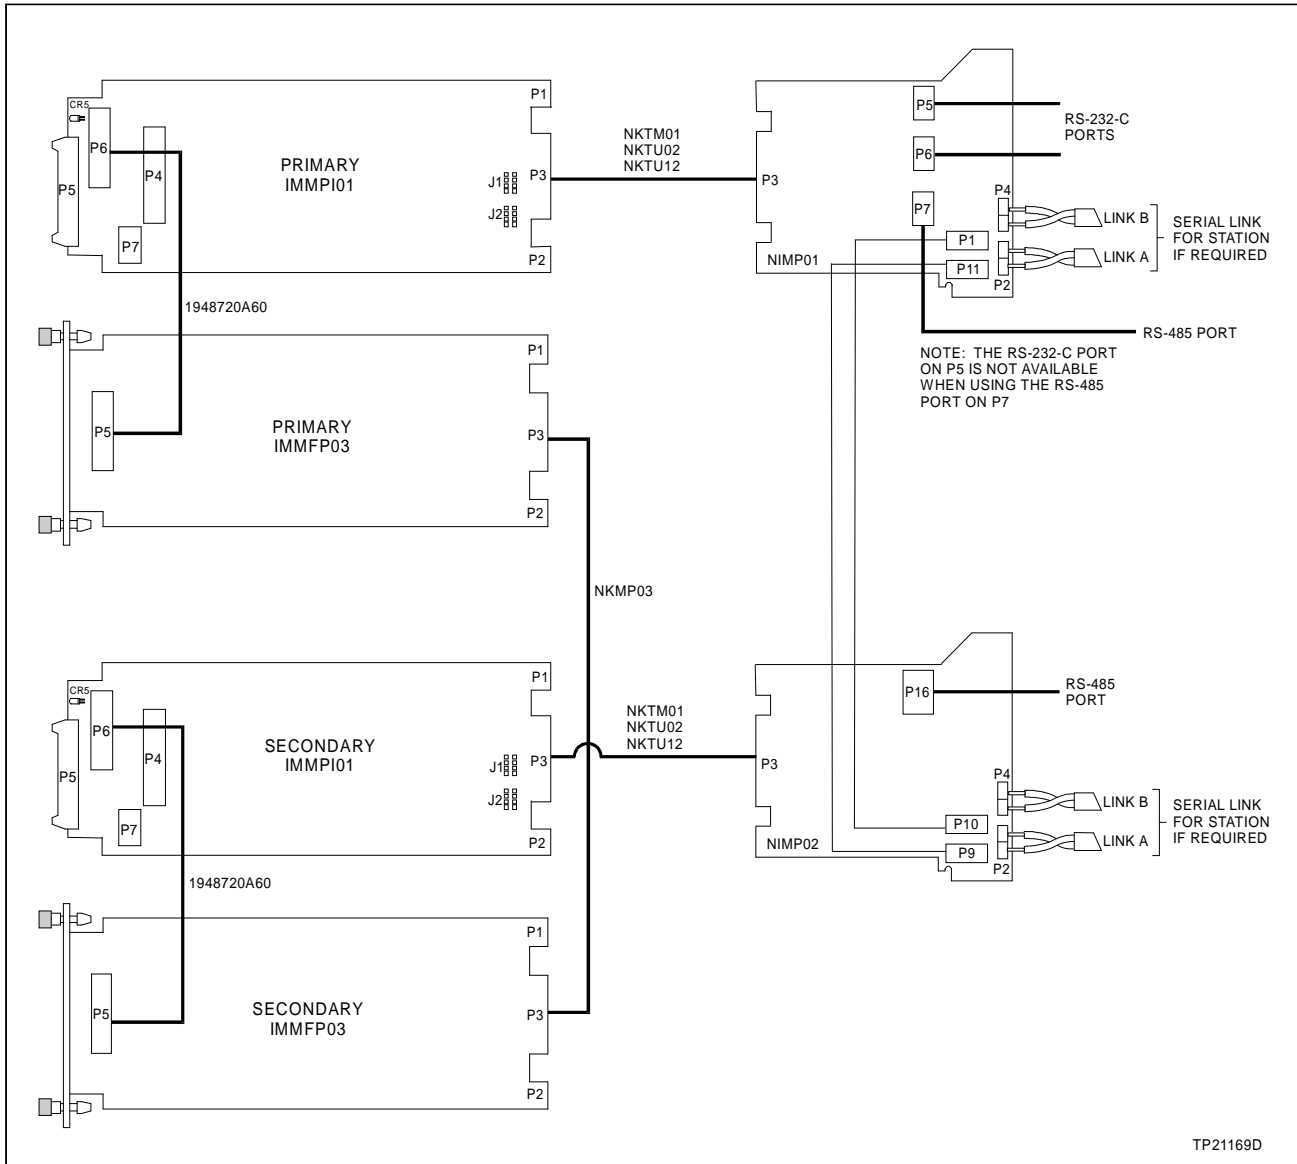 CR5
P6
P5
P4
P7
PRIMARY
IMMPI01
J1
J2
P1
P3
P2
NKTM01
NKTU02
NKTU12
P3
NIMP01
P5
P6
P7
RS-232-C
PORTS
P4
P1
P11
P2
LINK B
LINK A
SERIAL LINK
FOR STATION
IF REQUIRED
RS-485 PORT
NOTE: THE RS-232-C PORT
ON P5 IS NOT AVAILABLE
WHEN USING THE RS-485
PORT ON P7
1948720A60
P5
PRIMARY
IMMFP03
P1
P3
P2
NKMP03
CR5
P6
P5
P4
P7
SECONDARY
IMMPI01
J1
J2
P1
P3
P2
NKTM01
NKTU02
NKTU12
P3
NIMP02
P16
RS-485
PORT
P4
P10
P9
P2
LINK B
LINK A
SERIAL LINK
FOR STATION
IF REQUIRED
1948720A60
P5
SECONDARY
IMMFP03
P1
P3
P2
TP21169D